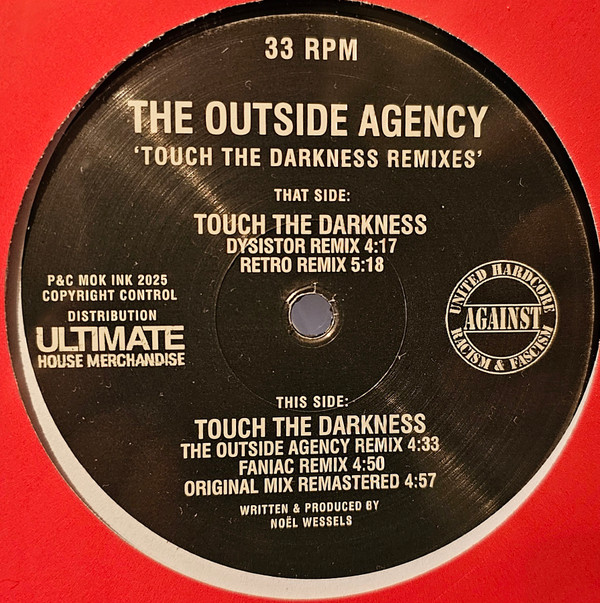 33 RPM
THE OUTSIDE AGENCY
'TOUCH THE DARKNESS REMIXES'
THAT SIDE:
TOUCH THE DARKNESS
DYSISTOR REMIX 4:17
RETRO REMIX 5:18
P&C MOK INK 2025
COPYRIGHT CONTROL
DISTRIBUTION
ULTIMATE
HOUSE MERCHANDISE
UNITED HARDCORE
AGAINST
RACISM & FASCISM
THIS SIDE:
TOUCH THE DARKNESS
THE OUTSIDE AGENCY REMIX 4:33
FANIAC REMIX 4:50
ORIGINAL MIX REMASTERED 4:57
WRITTEN & PRODUCED BY
NOËL WESSELS